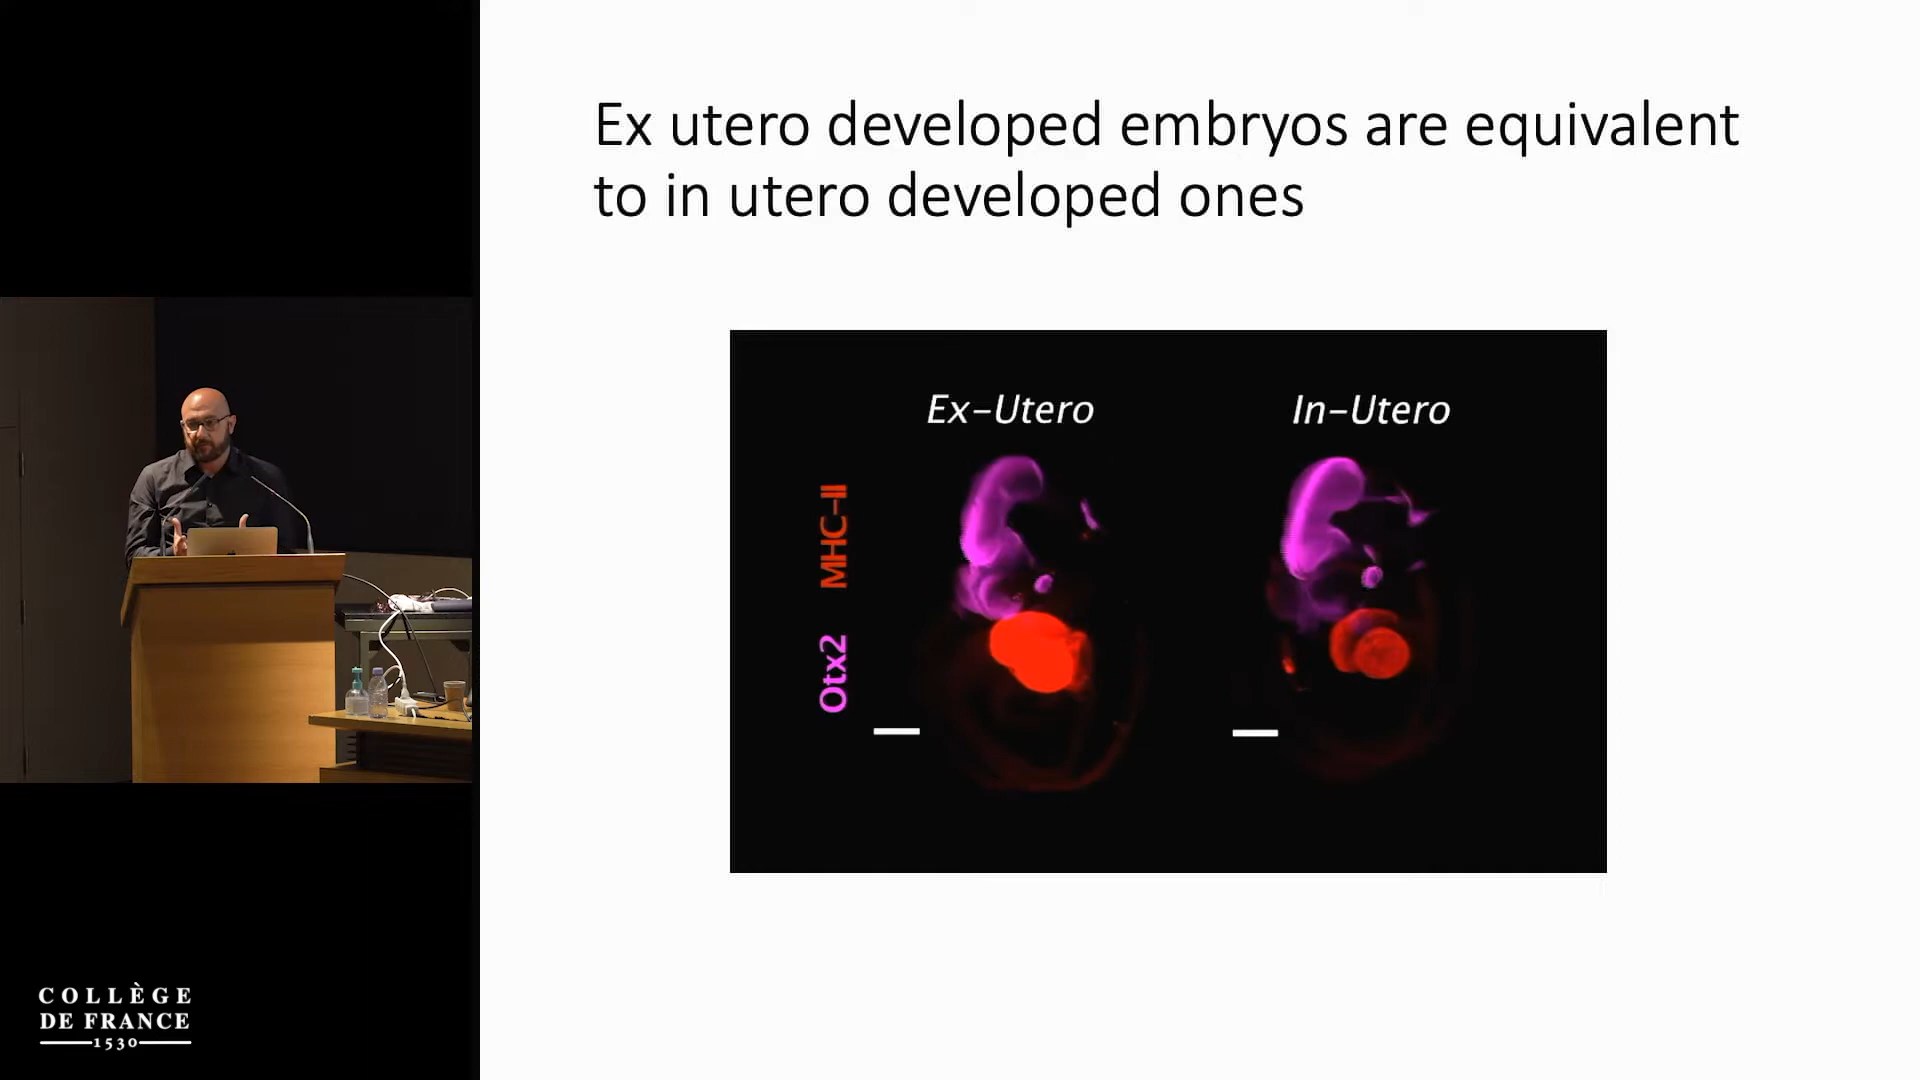 Ex utero developed embryos are equivalent
to in utero developed ones
Ex-Utero
In-Utero
MHC-II
Otx2
COLLÈGE
DE FRANCE
1530